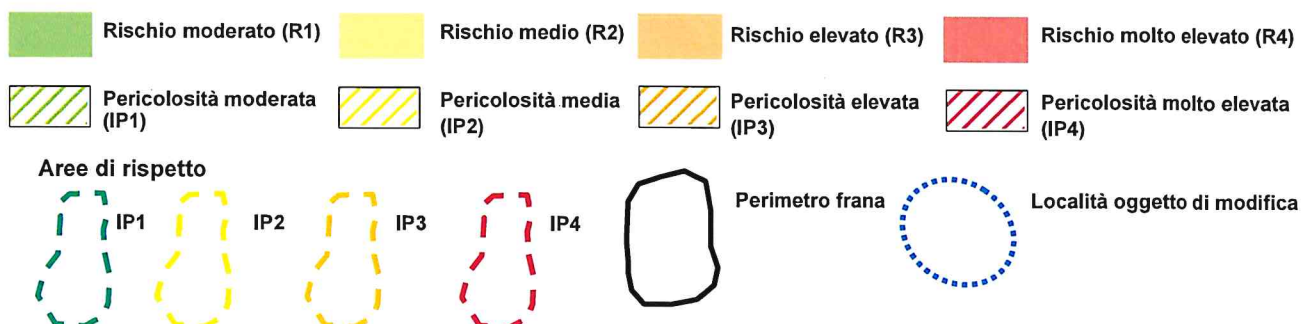 Rischio moderato (R1)
Rischio medio (R2)
Rischio elevato (R3)
Rischio molto elevato (R4)
Pericolosità moderata
(IP1)
Pericolosità media
(IP2)
Pericolosità elevata
(IP3)
Pericolosità molto elevata
(IP4)
Aree di rispetto
IP1
IP2
IP3
IP4
Perimetro frana
Località oggetto di modifica